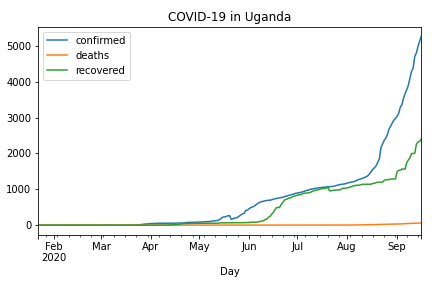 COVID-19 in Uganda
confirmed
deaths
recovered
5000
4000
3000
2000
1000
0
Feb Mar Apr May Jun Jul Aug Sep
2020
Day